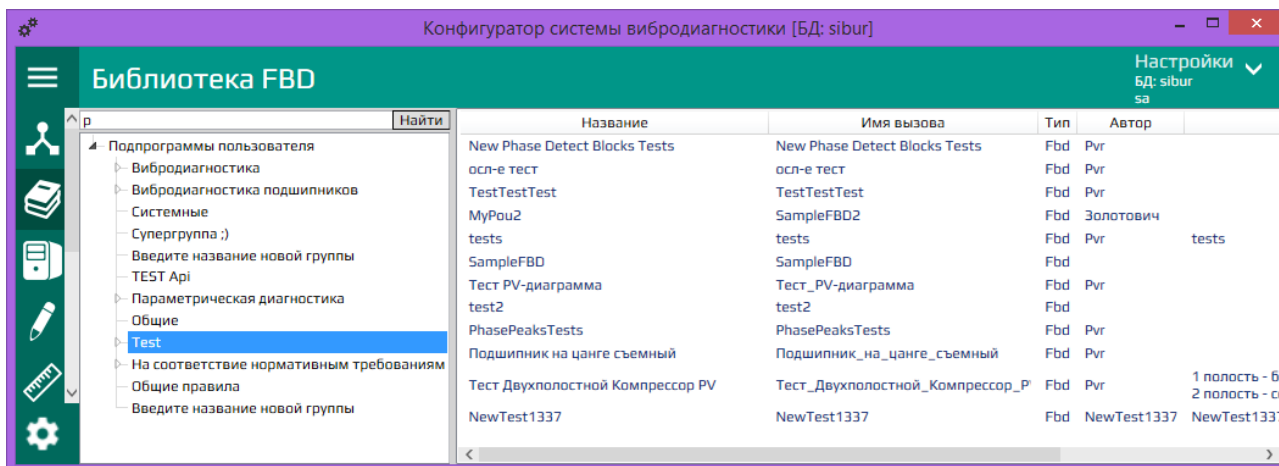 Конфигуратор системы вибродиагностики [БД: sibur]
Библиотека FBD
Настройки
БД: sibur
sa
р Найти
Подпрограммы пользователя
Вибродиагностика
Вибродиагностика подшипников
Системные
Супергруппа ;)
Введите название новой группы
TEST Api
Параметрическая диагностика
Общие
Test
На соответствие нормативным требованиям
Общие правила
Введите название новой группы
Название Имя вызова Тип Автор
New Phase Detect Blocks Tests New Phase Detect Blocks Tests Fbd Pvr
осл-е тест осл-е тест Fbd Pvr
TestTestTest TestTestTest Fbd Pvr
MyPou2 SampleFBD2 Fbd Золотович
tests tests Fbd Pvr tests
SampleFBD SampleFBD Fbd
Тест PV-диаграмма Тест_PV-диаграмма Fbd Pvr
test2 test2 Fbd
PhasePeaksTests PhasePeaksTests Fbd Pvr
Подшипник на цанге съемный Подшипник_на_цанге_съемный Fbd Pvr
Тест Двухполостной Компрессор PV Тест_Двухполостной_Компрессор_P Fbd Pvr
1 полость - б
2 полость - с
NewTest1337 NewTest1337 Fbd NewTest1337 NewTest133